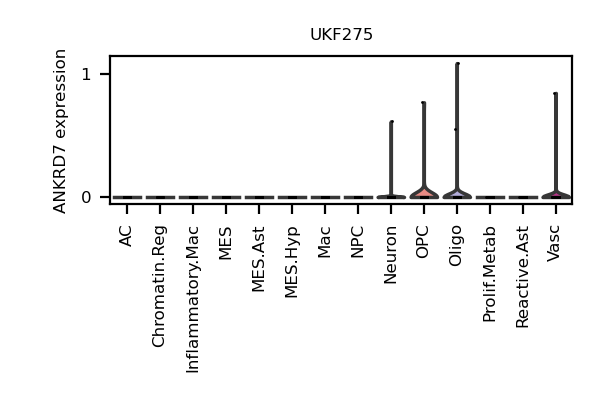 UKF275
ANKRD7 expression
1
0
AC
Chromatin.Reg
Inflammatory.Mac
MES
MES.Ast
MES.Hyp
Mac
NPC
Neuron
OPC
Oligo
Prolif.Metab
Reactive.Ast
Vasc